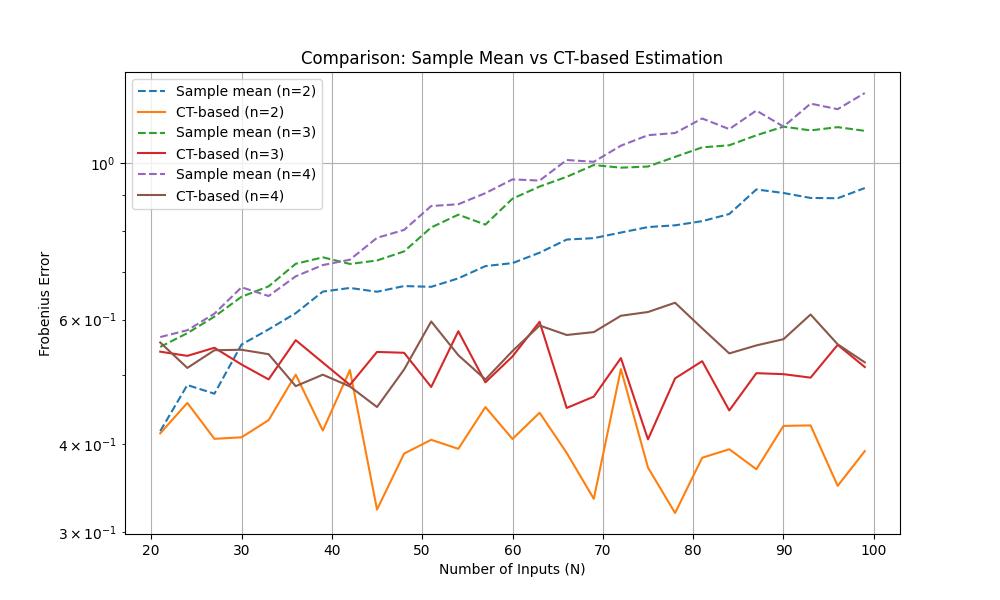 Comparison: Sample Mean vs CT-based Estimation
Sample mean (n=2)
CT-based (n=2)
Sample mean (n=3)
CT-based (n=3)
Sample mean (n=4)
CT-based (n=4)
Frobenius Error
10⁰
6 × 10⁻¹
4 × 10⁻¹
3 × 10⁻¹
20 30 40 50 60 70 80 90 100
Number of Inputs (N)